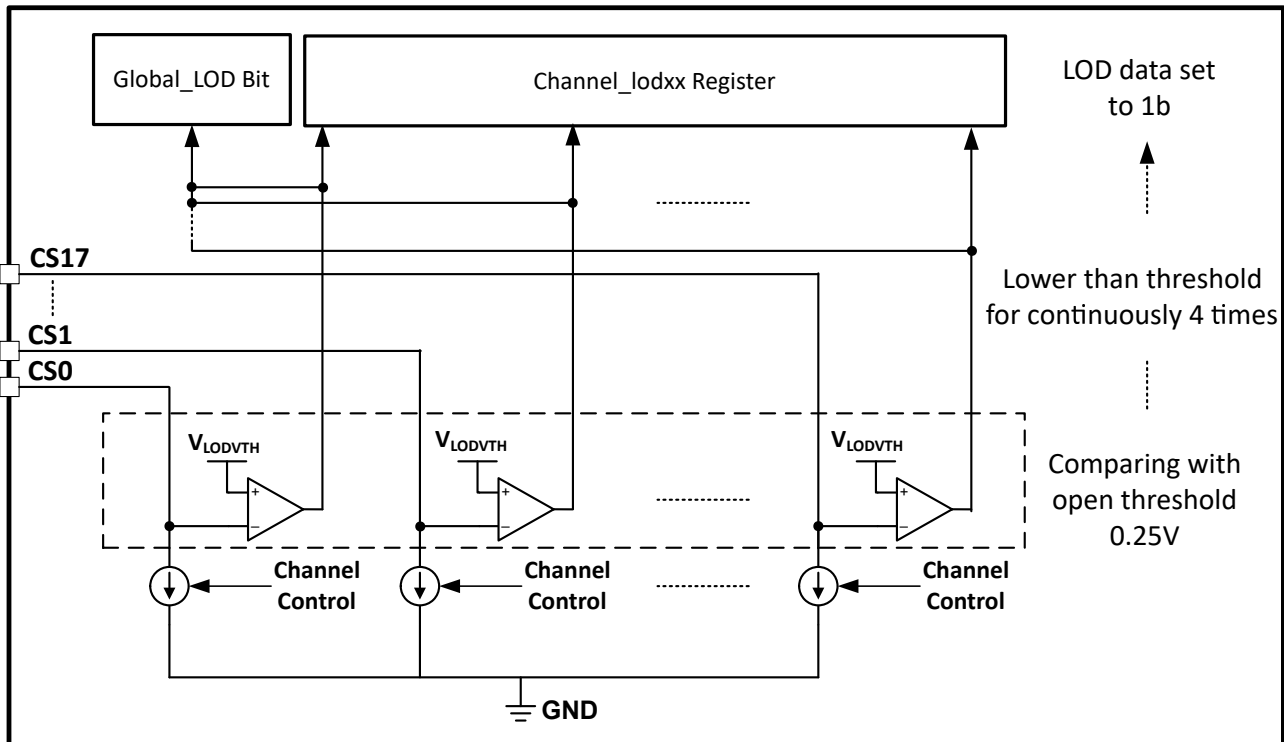 Global_LOD Bit
Channel_lodxx Register
LOD data set
to 1b
CS17
Lower than threshold
for continuously 4 times
CS1
CS0
VLODVTH
VLODVTH
VLODVTH
+
+
+
−
−
−
Comparing with
open threshold
0.25V
Channel
Control
Channel
Control
Channel
Control
GND